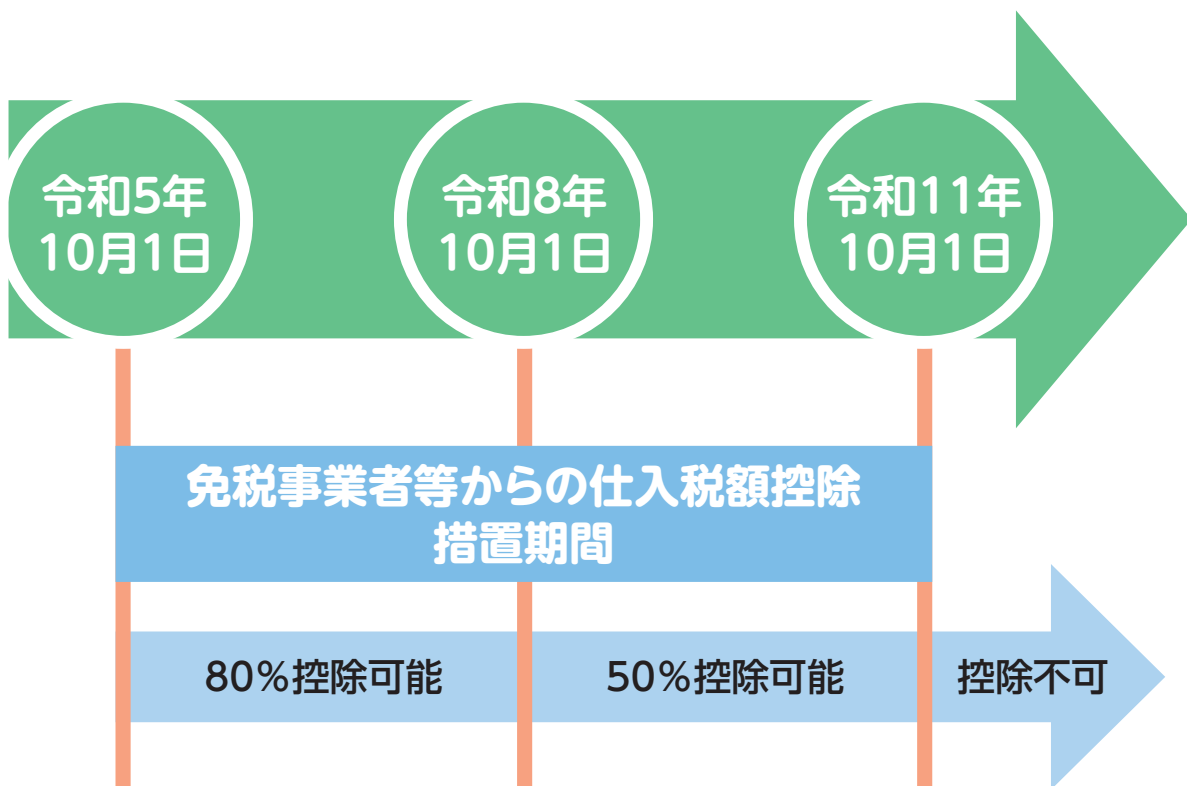 令和5年
10月1日
令和8年
10月1日
令和11年
10月1日
免税事業者等からの仕入税額控除
措置期間
80%控除可能
50%控除可能
控除不可